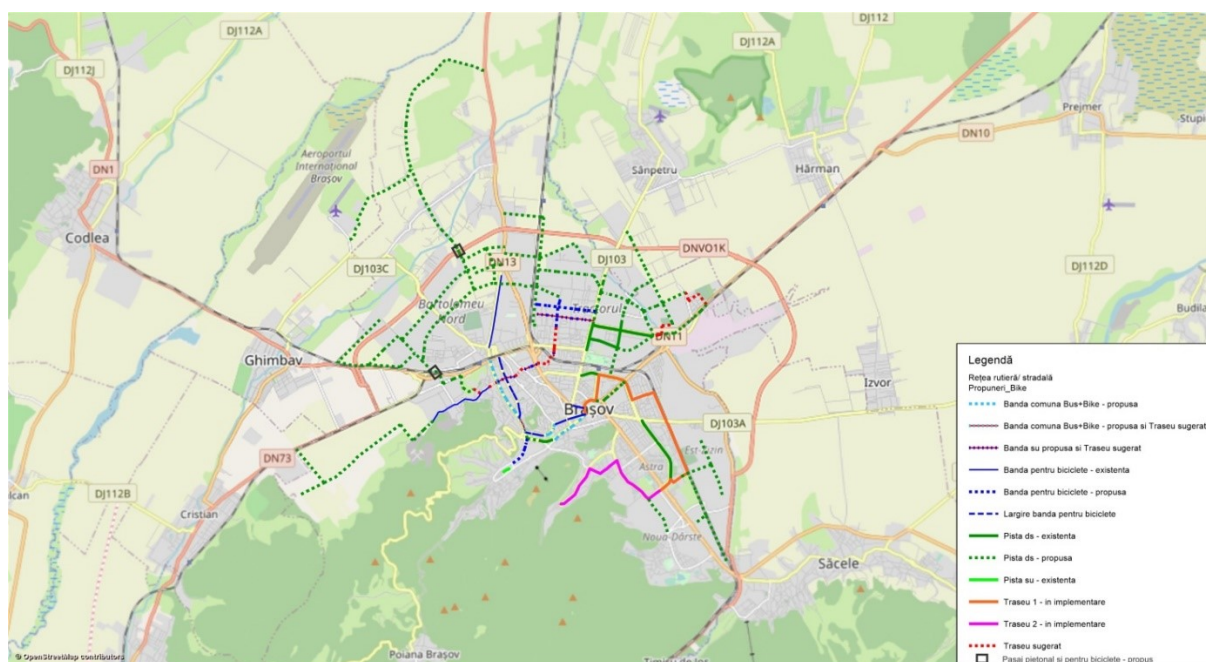 DJ112A
DJ112
DJ112A
DJ112J
Prejmer
DN10
Aeroportul
Internațional
Brașov
Sânpetru
Hărman
DN1
Codlea
DNVO1K
DJ103
DN13
DJ103C
DJ112D
Bartolomeu
Nord
Tractorul
Budila
DNT1
Ghimbav
Izvor
Brașov
DJ103A
DN73
Astra
DJ112B
Cristian
Noua-Dârste
Săcele
Poiana Brașov
© OpenStreetMap contributors
Legendă
Rețea rutieră/ stradală
Propuneri_Bike
Banda comuna Bus+Bike - propusa
Banda comuna Bus+Bike - propusa si Traseu sugerat
Banda su propusa si Traseu sugerat
Banda pentru biciclete - existenta
Banda pentru biciclete - propusa
Largire banda pentru biciclete
Pista ds - existenta
Pista ds - propusa
Pista su - existenta
Traseu 1 - in implementare
Traseu 2 - in implementare
Traseu sugerat
Pasaj pietonal si pentru biciclete - propus